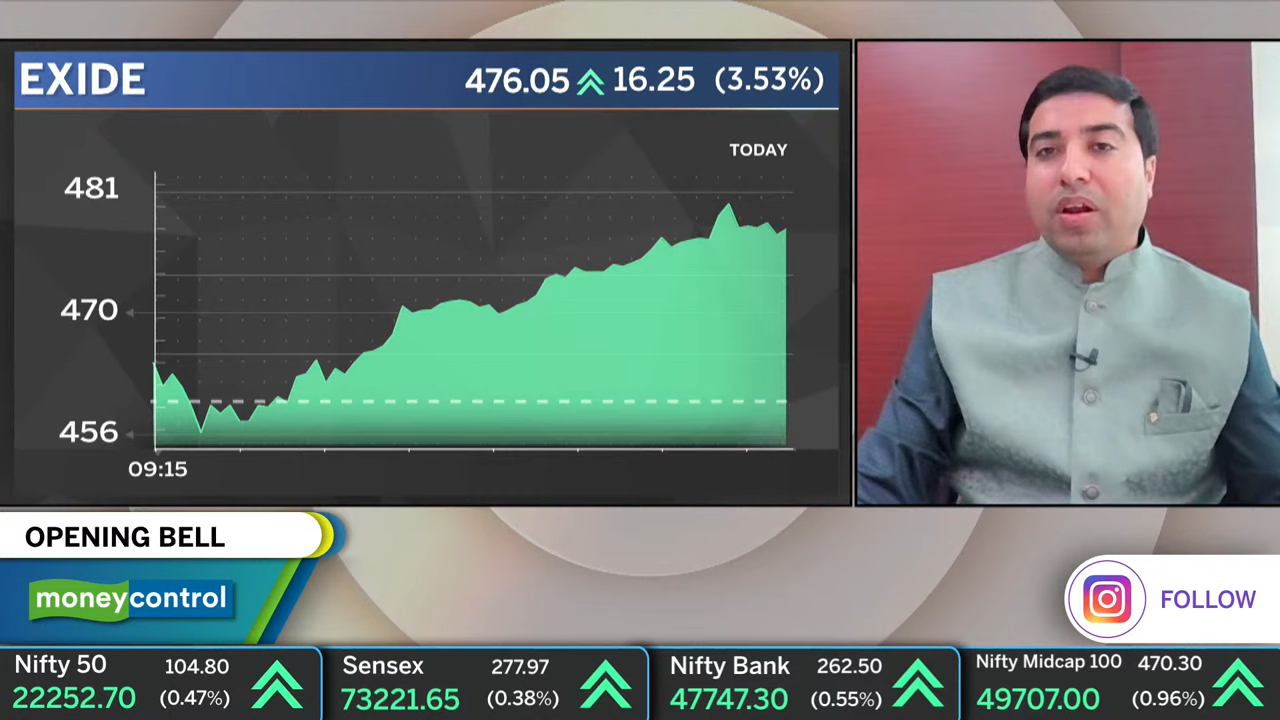 EXIDE 476.05 16.25 (3.53%)
TODAY
481
470
456
09:15
OPENING BELL
moneycontrol
FOLLOW
Nifty 50 104.80
22252.70 (0.47%)
Sensex 277.97
73221.65 (0.38%)
Nifty Bank 262.50
47747.30 (0.55%)
Nifty Midcap 100 470.30
49707.00 (0.96%)